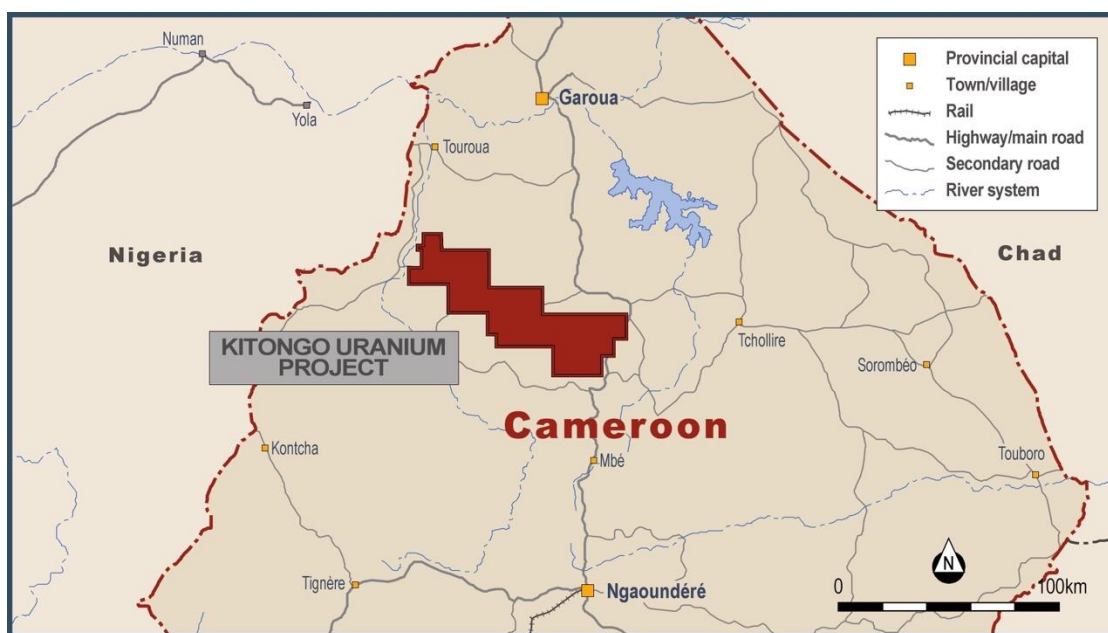 Numan
Yola
Garoua
Touroua
Provincial capital
Town/village
Rail
Highway/main road
Secondary road
River system
Nigeria
Chad
KITONGO URANIUM
PROJECT
Tchollire
Sorombéo
Cameroon
Kontcha
Mbé
Touboro
Tignère
Ngaoundéré
0
100km
N